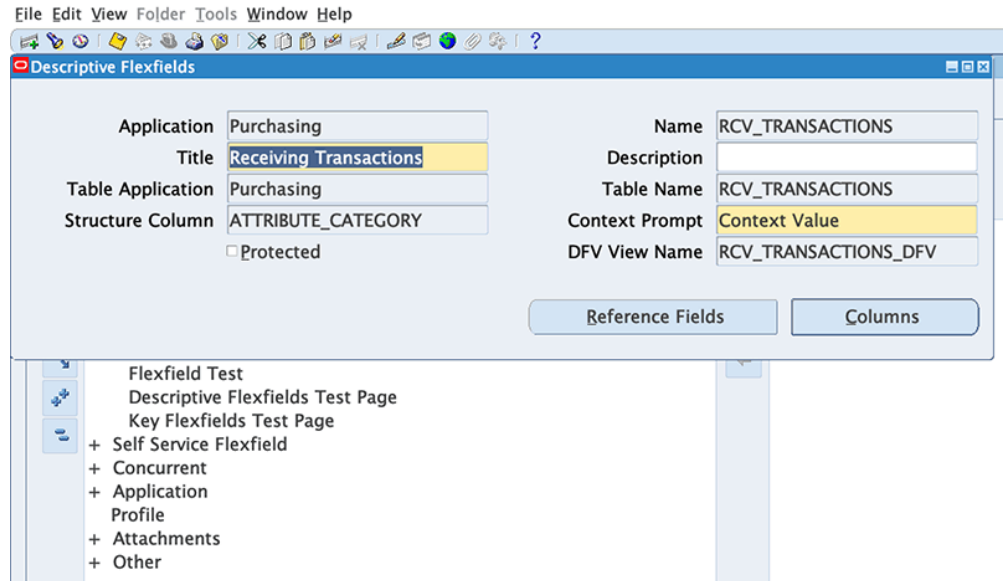 File Edit View Folder Tools Window Help
Descriptive Flexfields
Application Purchasing Name RCV_TRANSACTIONS
Title Receiving Transactions Description
Table Application Purchasing Table Name RCV_TRANSACTIONS
Structure Column ATTRIBUTE_CATEGORY Context Prompt Context Value
Protected DFV View Name RCV_TRANSACTIONS_DFV
Reference Fields Columns
Flexfield Test
Descriptive Flexfields Test Page
Key Flexfields Test Page
+ Self Service Flexfield
+ Concurrent
+ Application
Profile
+ Attachments
+ Other